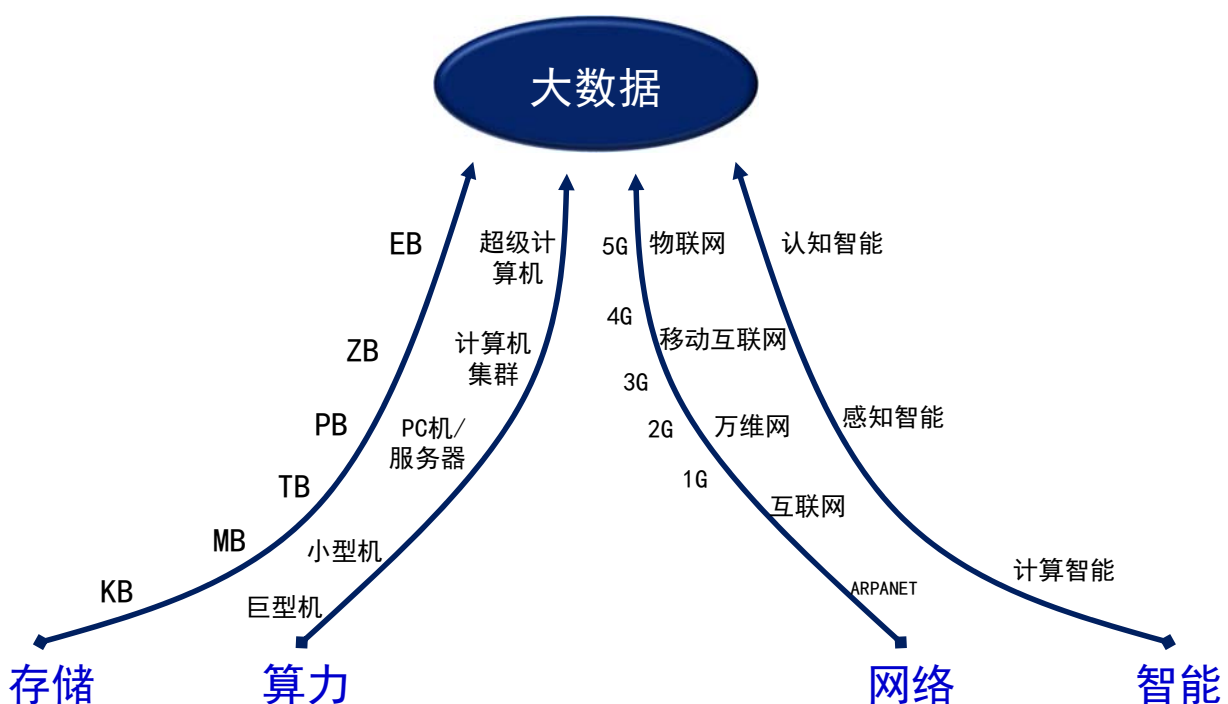 大数据
EB
ZB
PB
TB
MB
KB
存储
超级计
算机
计算机
集群
PC机/
服务器
小型机
巨型机
算力
5G
4G
3G
2G
1G
物联网
移动互联网
万维网
互联网
ARPANET
网络
认知智能
感知智能
计算智能
智能